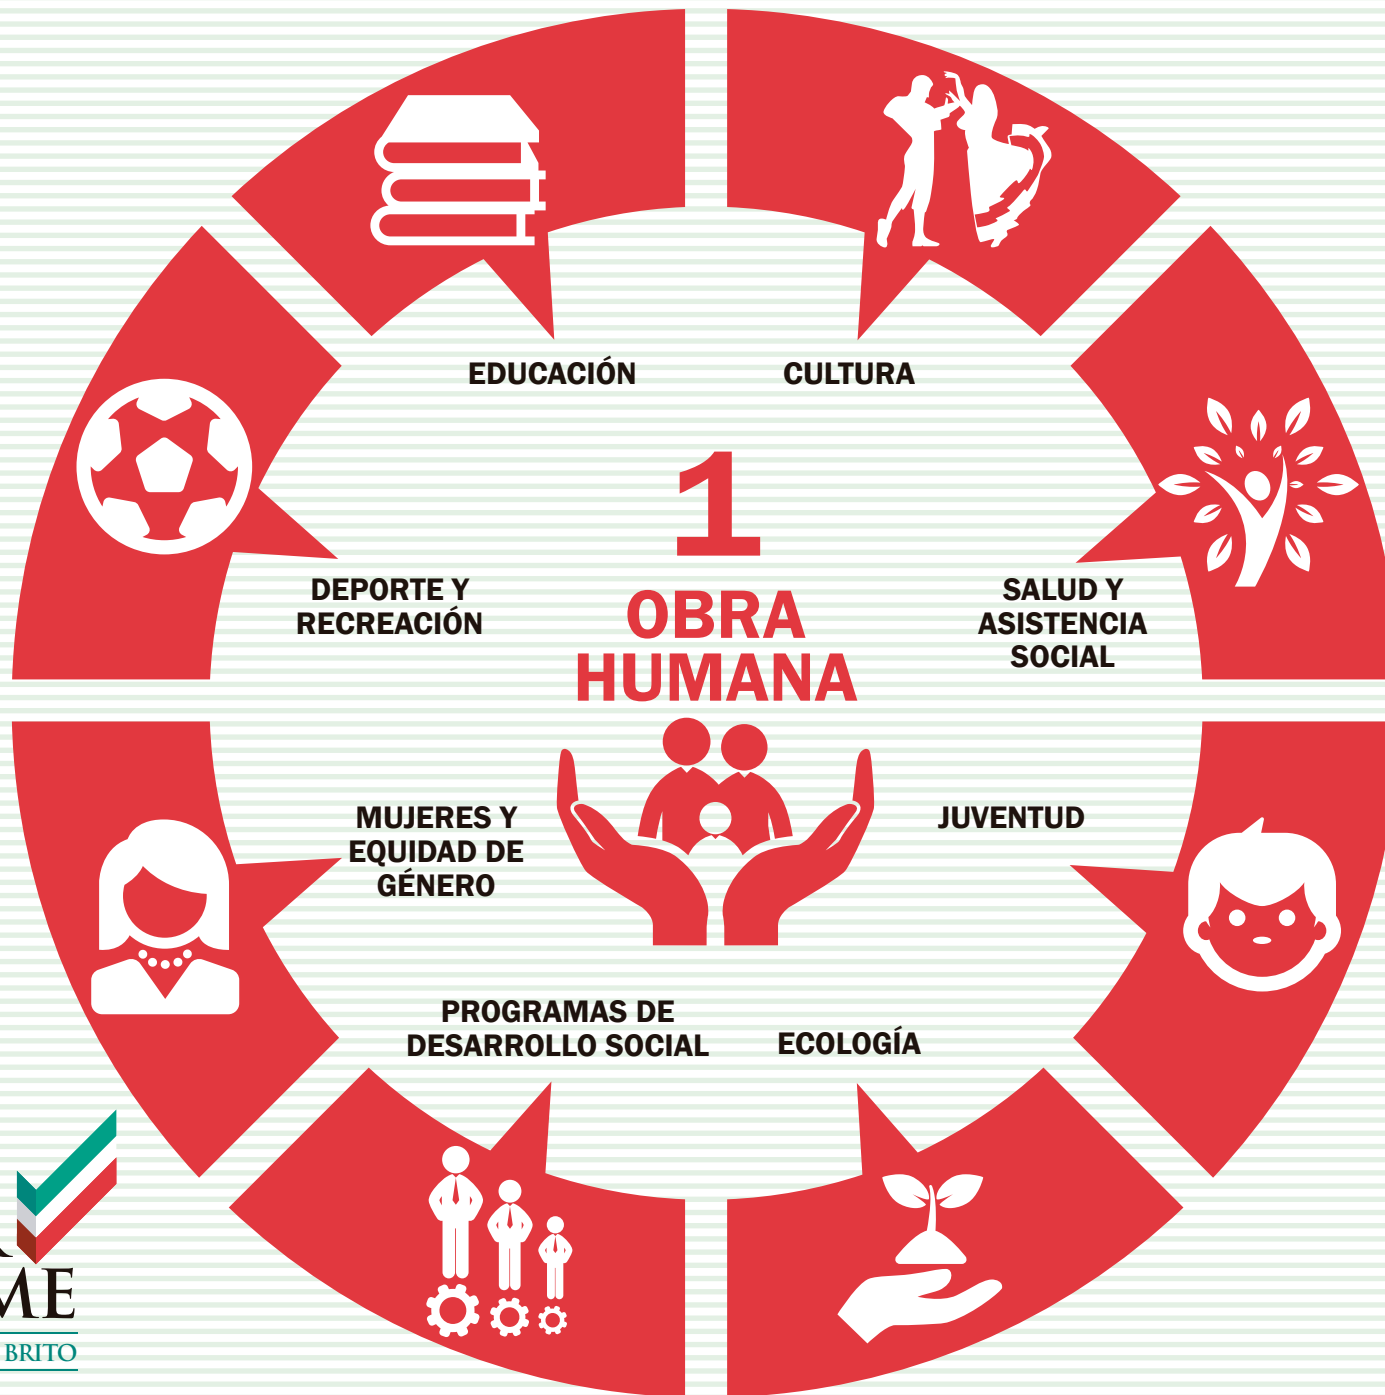 EDUCACIÓN
CULTURA
1
OBRA
HUMANA
DEPORTE Y
RECREACIÓN
SALUD Y
ASISTENCIA
SOCIAL
MUJERES Y
EQUIDAD DE
GÉNERO
JUVENTUD
PROGRAMAS DE
DESARROLLO SOCIAL
ECOLOGÍA
BRITO